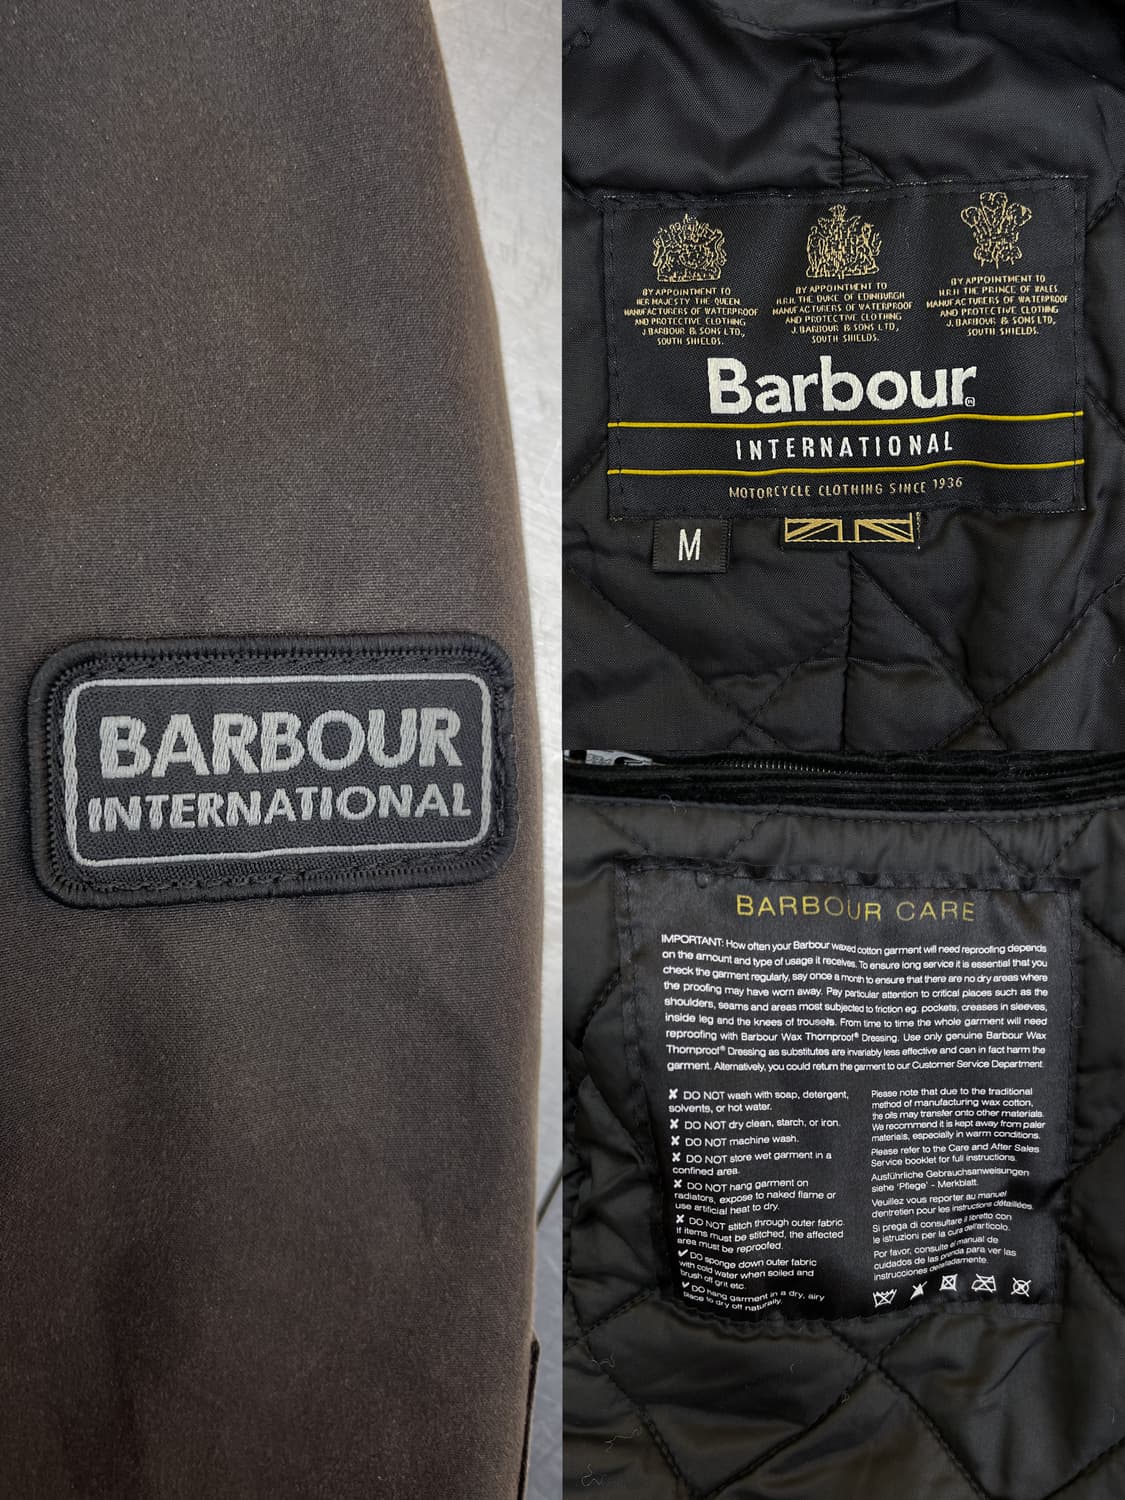 BARBOUR
INTERNATIONAL
BY APPOINTMENT TO
HER MAJESTY THE QUEEN
MANUFACTURERS OF WATERPROOF
AND PROTECTIVE CLOTHING
J. BARBOUR & SONS LTD.,
SOUTH SHIELDS.
BY APPOINTMENT TO
H.R.H. THE DUKE OF EDINBURGH
MANUFACTURERS OF WATERPROOF
AND PROTECTIVE CLOTHING
J. BARBOUR & SONS LTD,
SOUTH SHIELDS.
BY APPOINTMENT TO
H.R.H. THE PRINCE OF WALES
MANUFACTURERS OF WATERPROOF
AND PROTECTIVE CLOTHING
J. BARBOUR & SONS LTD,
SOUTH SHIELDS.
Barbour®
INTERNATIONAL
MOTORCYCLE CLOTHING SINCE 1936
M
BARBOUR CARE
IMPORTANT: How often your Barbour waxed cotton garment will need reproofing depends
on the amount and type of usage it receives. To ensure long service it is essential that you
check the garment regularly, say once a month to ensure that there are no dry areas where
the proofing may have worn away. Pay particular attention to critical places such as the
shoulders, seams and areas most subjected to friction eg. pockets, creases in sleeves,
inside leg and the knees of trousers. From time to time the whole garment will need
reproofing with Barbour Wax Thornproof® Dressing. Use only genuine Barbour Wax
Thornproof® Dressing as substitutes are invariably less effective and can in fact harm the
garment. Alternatively, you could return the garment to our Customer Service Department
✘ DO NOT wash with soap, detergent,
solvents, or hot water.
✘ DO NOT dry clean, starch, or iron.
✘ DO NOT machine wash.
✘ DO NOT store wet garment in a
confined area.
✘ DO NOT hang garment on
radiators, expose to naked flame or
use artificial heat to dry.
✘ DO NOT stitch through outer fabric.
If items must be stitched, the affected
area must be reproofed.
✔ DO sponge down outer fabric
with cold water when soiled and
brush off grit etc.
✔ DO hang garment in a dry, airy
place to dry off naturally.
Please note that due to the traditional
method of manufacturing wax cotton,
the oils may transfer onto other materials.
We recommend it is kept away from paler
materials, especially in warm conditions.
Please refer to the Care and After Sales
Service booklet for full instructions.
Ausführliche Gebrauchsanweisungen
siehe 'Pflege' - Merkblatt.
Veuillez vous reporter au manuel
d'entretien pour les instructions détaillées.
Si prega di consultare il libretto con
le istruzioni per la cura dell'articolo.
Por favor, consulte el manual de
cuidados de las prenda para ver las
instrucciones detalladamente.